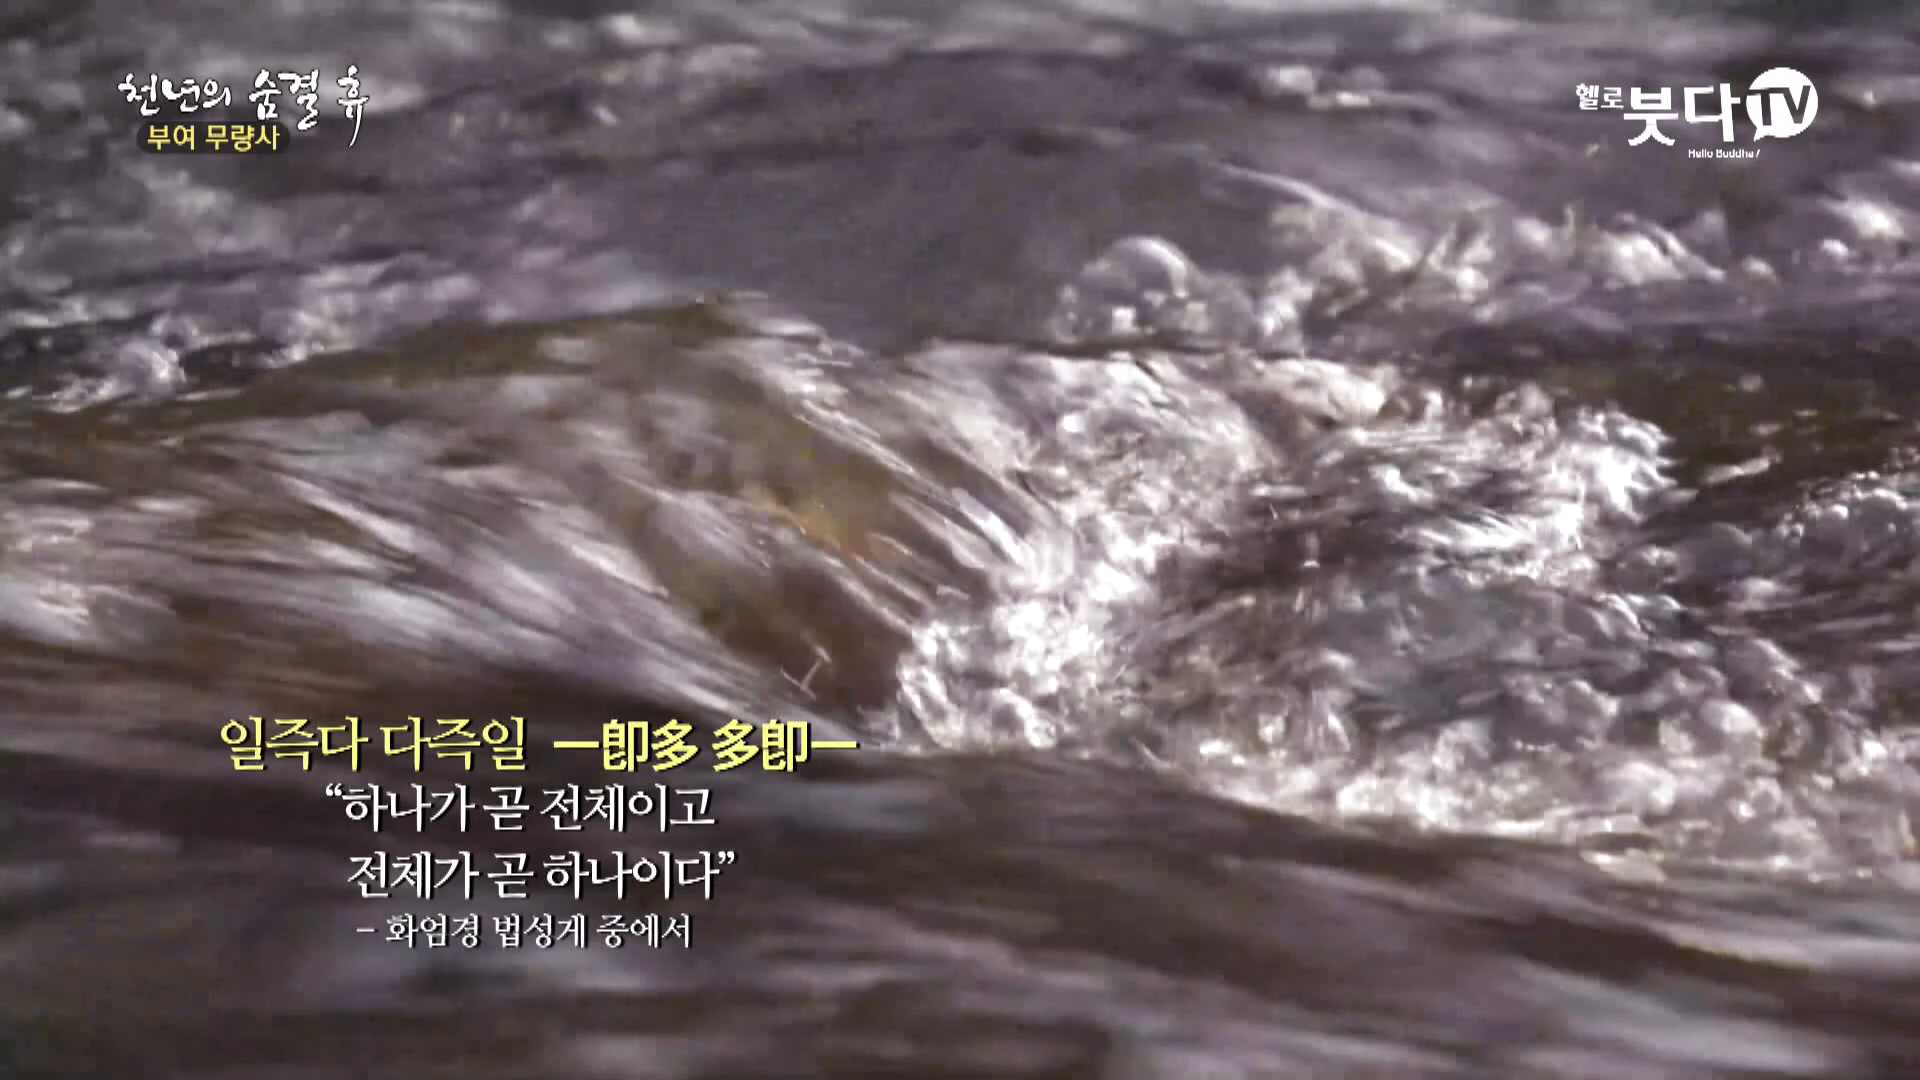 천년의 숨결 휴
부여 무량사
헬로붓다TV
Hello Buddha!
일즉다 다즉일 一卽多 多卽一
“하나가 곧 전체이고
전체가 곧 하나이다”
- 화엄경 법성게 중에서